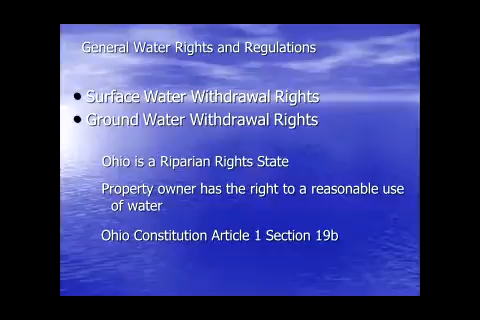 General Water Rights and Regulations
Surface Water Withdrawal Rights
Ground Water Withdrawal Rights
Ohio is a Riparian Rights State
Property owner has the right to a reasonable use
of water
Ohio Constitution Article 1 Section 19b